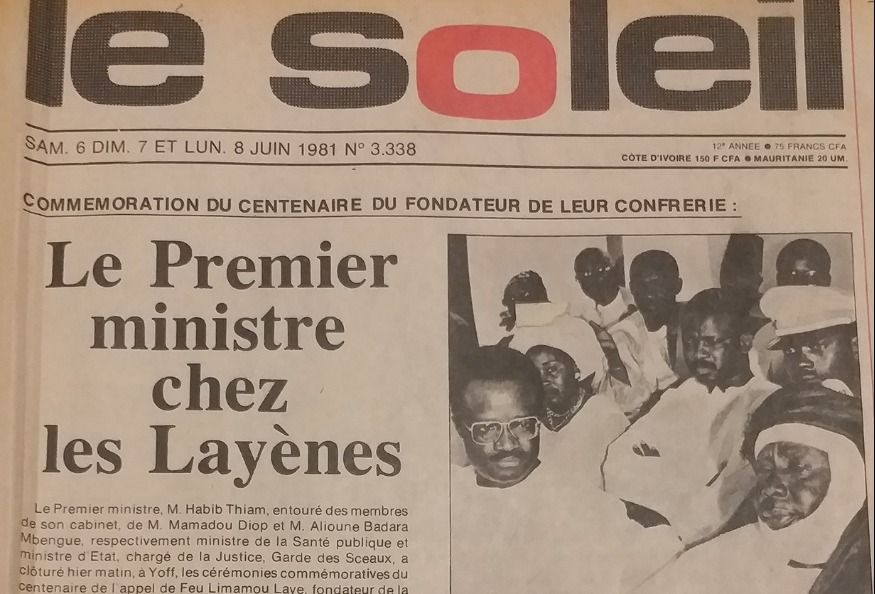 le soleil
SAM. 6 DIM. 7 ET LUN. 8 JUIN 1981 N° 3.338
12e ANNEE ● 75 FRANCS CFA
CÔTE D'IVOIRE 150 F CFA ● MAURITANIE 20 UM.
COMMEMORATION DU CENTENAIRE DU FONDATEUR DE LEUR CONFRERIE :
Le Premier
ministre
chez
les Layènes
Le Premier ministre, M. Habib Thiam, entouré des membres
de son cabinet, de M. Mamadou Diop et M. Alioune Badara
Mbengue, respectivement ministre de la Santé publique et
ministre d'Etat, chargé de la Justice, Garde des Sceaux, a
clôturé hier matin, à Yoff, les cérémonies commémoratives du
centenaire de l'appel de Feu Limamou Laye, fondateur de la